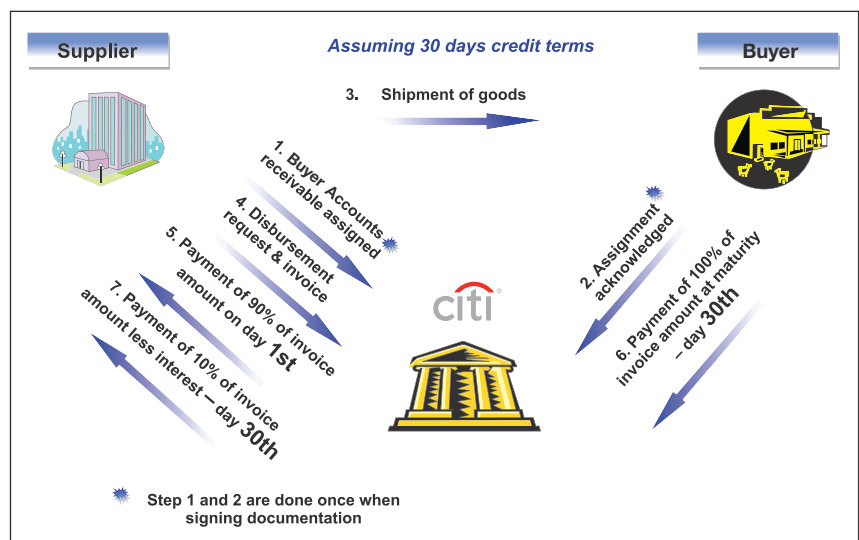 Supplier
Assuming 30 days credit terms
Buyer
3. Shipment of goods
1. Buyer Accounts
receivable assigned
2. Assignment
acknowledged
4. Disbursement
request & invoice
5. Payment of 90% of invoice
amount on day 1st
citi
6. Payment of 100% of
invoice amount at maturity
– day 30th
7. Payment of 10% of invoice
amount less interest – day 30th
Step 1 and 2 are done once when
signing documentation